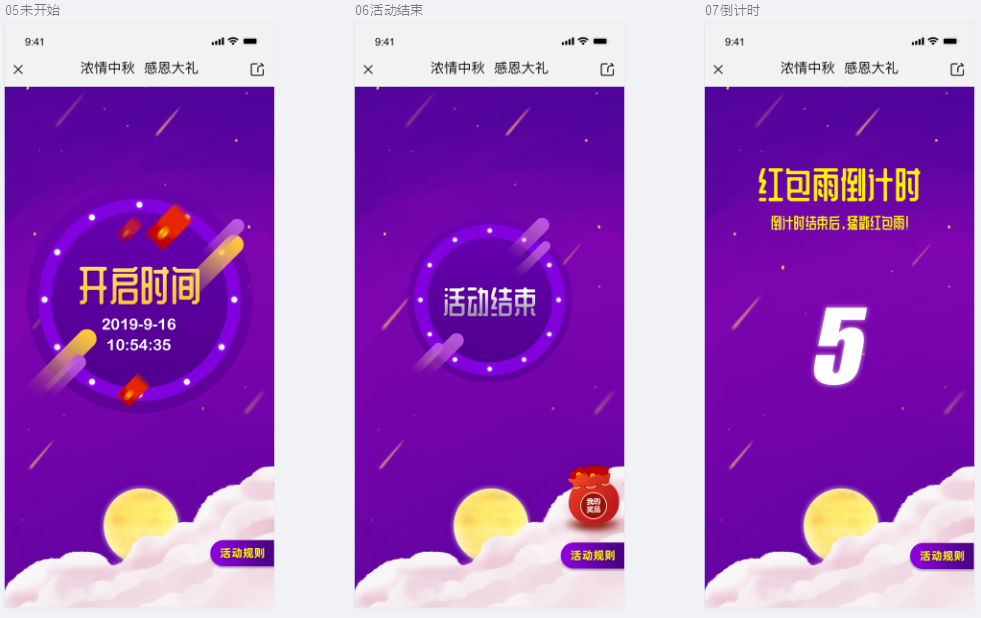 05未开始
9:41
浓情中秋 感恩大礼
开启时间
2019-9-16
10:54:35
活动规则
06活动结束
9:41
浓情中秋 感恩大礼
活动结束
我的
奖品
活动规则
07倒计时
9:41
浓情中秋 感恩大礼
红包雨倒计时
倒计时结束后,猛戳红包雨!
5
活动规则